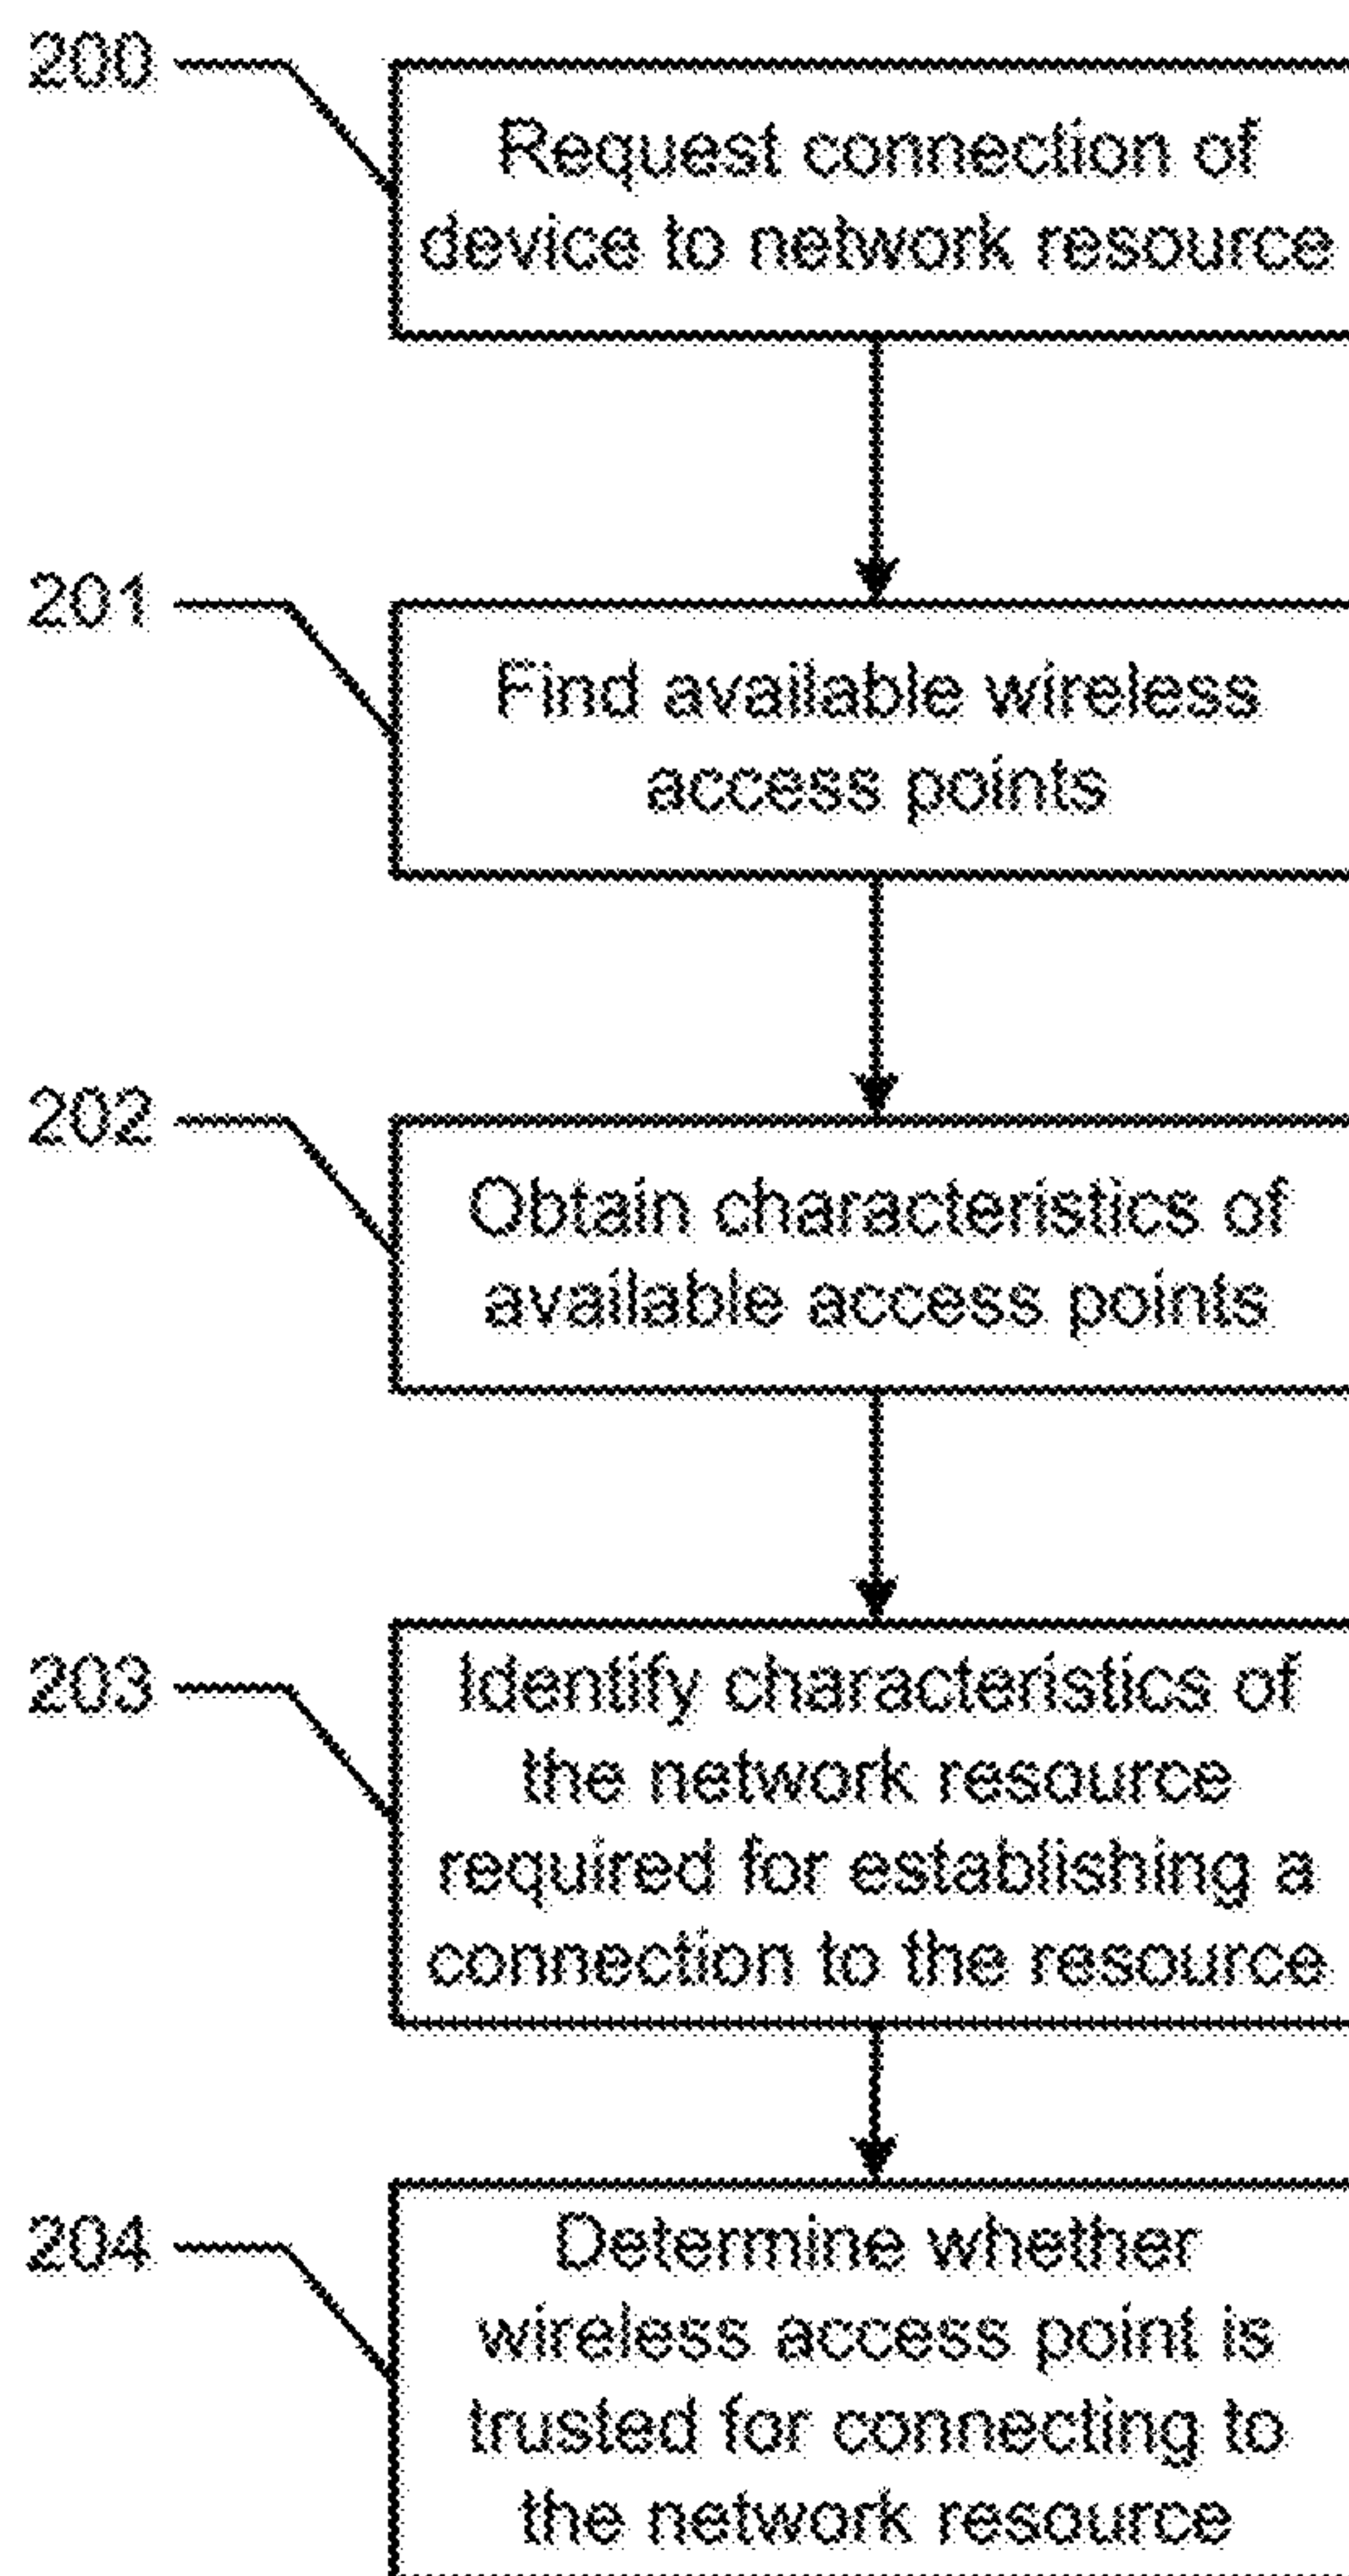 200
Request connection of
device to network resource
201
Find available wireless
access points
202
Obtain characteristics of
available access points
203
Identify characteristics of
the network resource
required for establishing a
connection to the resource
204
Determine whether
wireless access point is
trusted for connecting to
the network resource